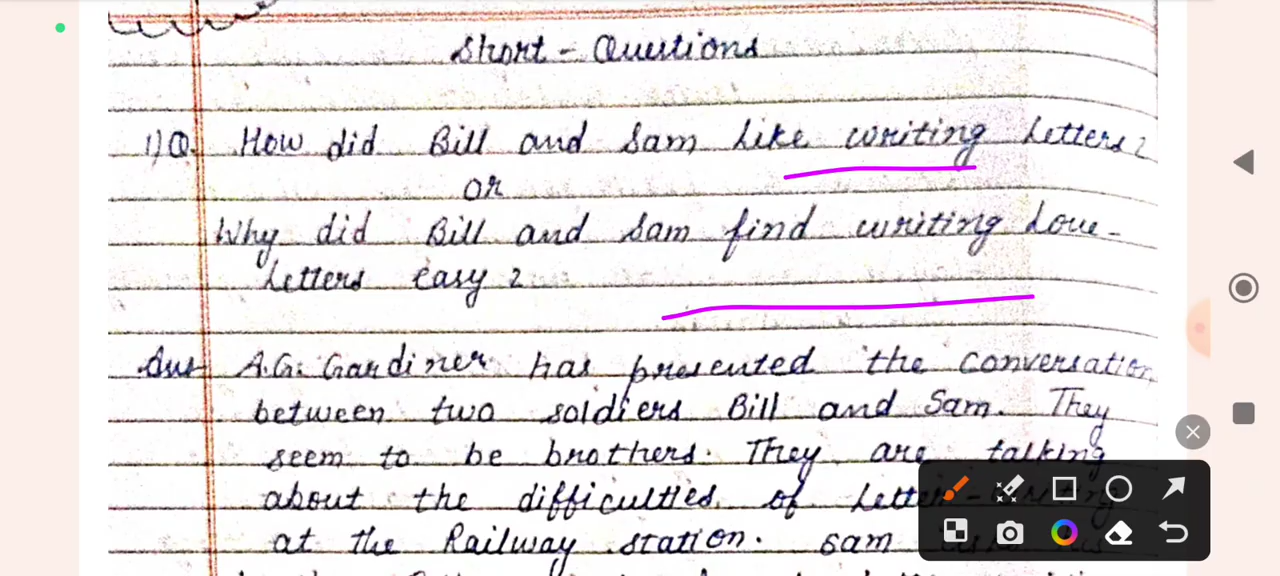 Short - Questions
1) Q. How did Bill and Sam like writing letters?
OR
Why did Bill and Sam find writing love-
letters easy?
Ans A.G. Gardiner has presented the conversation
between two soldiers Bill and Sam. They
seem to be brothers. They are talking
about the difficulties of letter-writing
at the Railway station. Sam